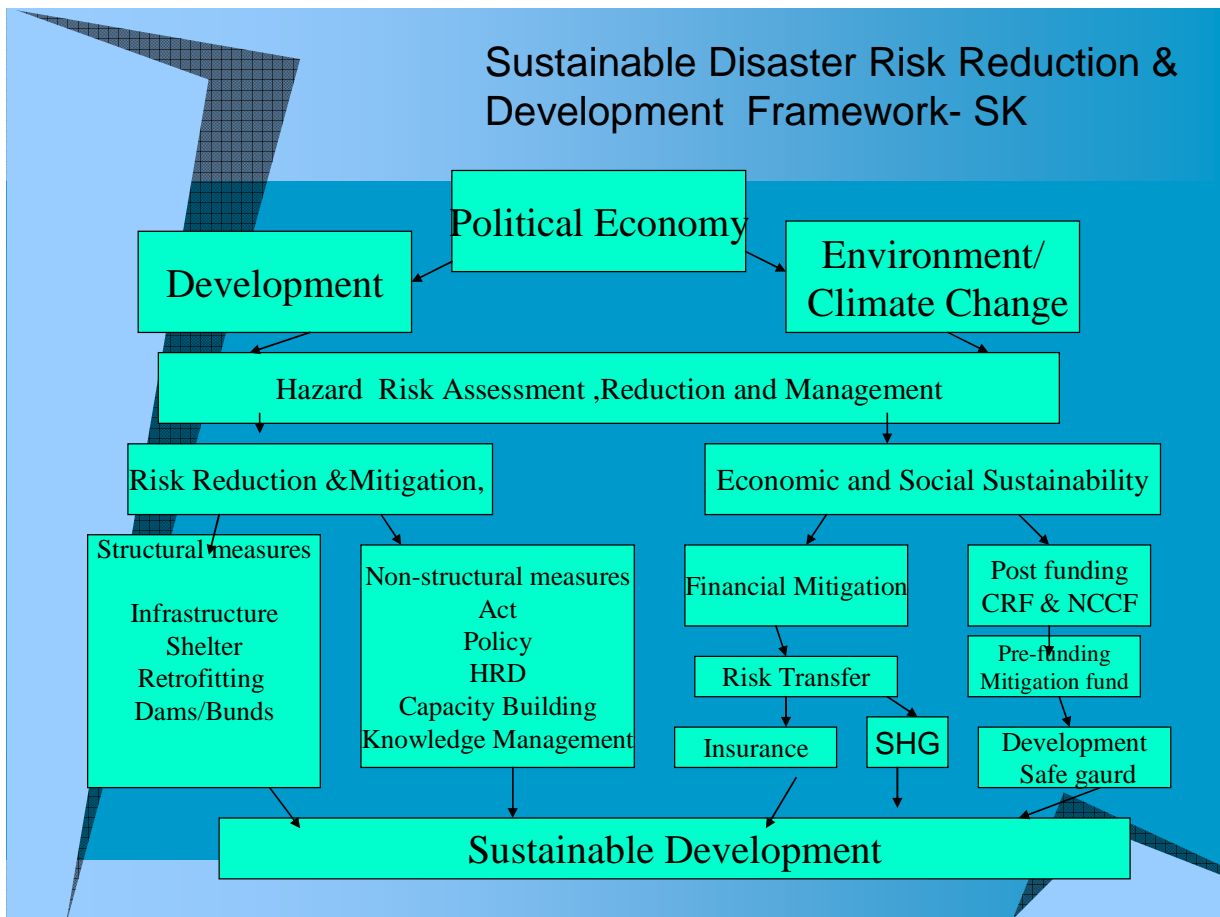 Sustainable Disaster Risk Reduction &
Development Framework- SK
Political Economy
Development
Environment/
Climate Change
Hazard Risk Assessment ,Reduction and Management
Risk Reduction &Mitigation,
Economic and Social Sustainability
Structural measures
Infrastructure
Shelter
Retrofitting
Dams/Bunds
Non-structural measures
Act
Policy
HRD
Capacity Building
Knowledge Management
Financial Mitigation
Post funding
CRF & NCCF
Risk Transfer
Pre-funding
Mitigation fund
Insurance
SHG
Development
Safe gaurd
Sustainable Development